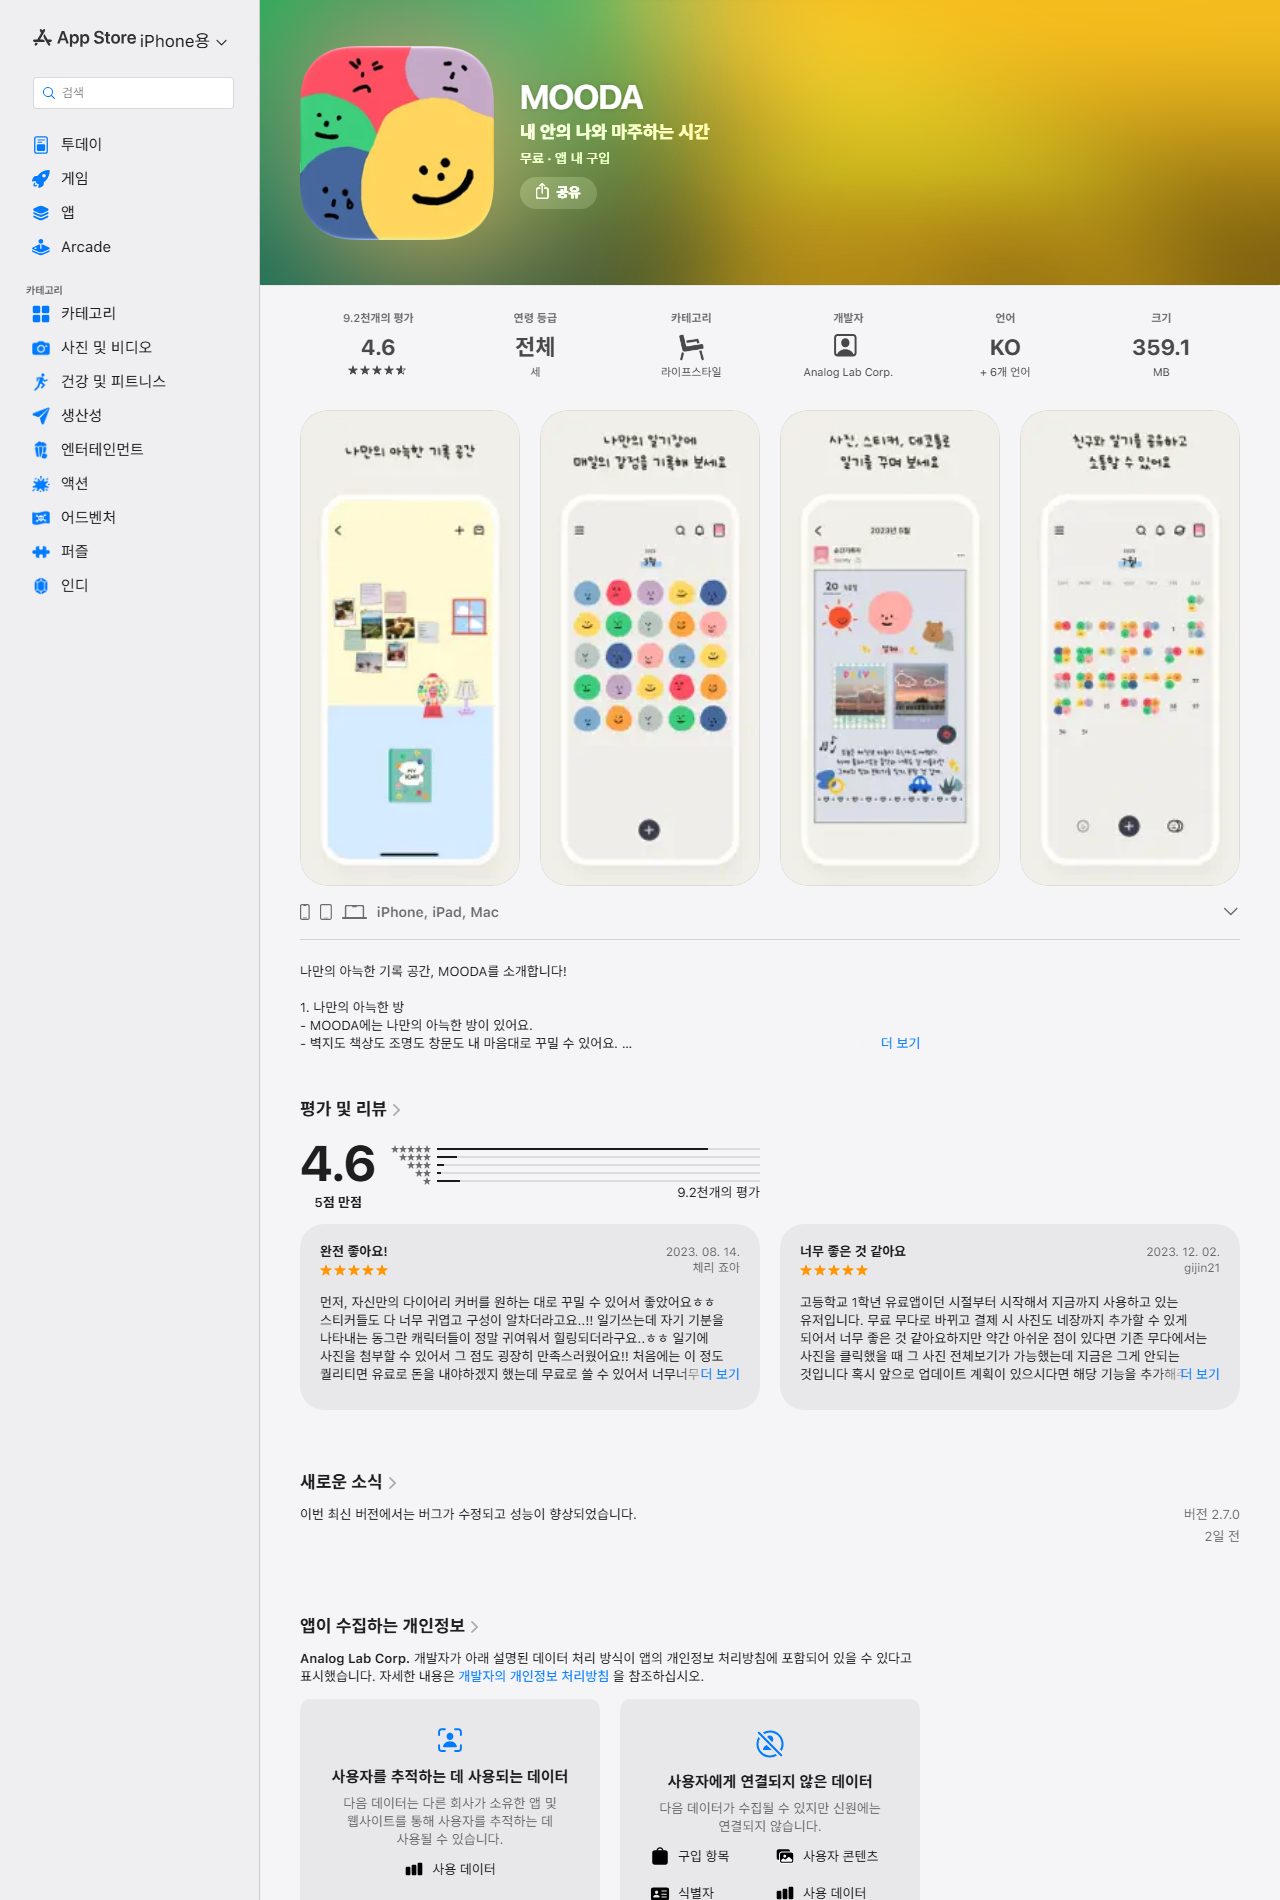 App Store iPhone용
검색
투데이
게임
앱
Arcade
카테고리
카테고리
사진 및 비디오
건강 및 피트니스
생산성
엔터테인먼트
액션
어드벤처
퍼즐
인디
MOODA
내 안의 나와 마주하는 시간
무료 · 앱 내 구입
공유
9.2천개의 평가
4.6
연령 등급
전체
세
카테고리
라이프스타일
개발자
Analog Lab Corp.
언어
KO
+ 6개 언어
크기
359.1
MB
나만의 아늑한 기록 공간
MY
DIARY
나만의 일기장에
매일의 감정을 기록해 보세요
3월
사진, 스티커, 데코툴로
일기를 꾸며 보세요
2023년 5월
20
친구와 일기를 공유하고
소통할 수 있어요
7월
iPhone, iPad, Mac
나만의 아늑한 기록 공간, MOODA를 소개합니다!
1. 나만의 아늑한 방
- MOODA에는 나만의 아늑한 방이 있어요.
- 벽지도 책상도 조명도 창문도 내 마음대로 꾸밀 수 있어요. ...
더 보기
평가 및 리뷰
4.6
5점 만점
9.2천개의 평가
완전 좋아요!
2023. 08. 14.
체리 죠아
먼저, 자신만의 다이어리 커버를 원하는 대로 꾸밀 수 있어서 좋았어요ㅎㅎ
스티커들도 다 너무 귀엽고 구성이 알차더라고요..!! 일기쓰는데 자기 기분을
나타내는 동그란 캐릭터들이 정말 귀여워서 힐링되더라구요..ㅎㅎ 일기에
사진을 첨부할 수 있어서 그 점도 굉장히 만족스러웠어요!! 처음에는 이 정도
퀄리티면 유료로 돈을 내야하겠지 했는데 무료로 쓸 수 있어서 너무너무 더 보기
너무 좋은 것 같아요
2023. 12. 02.
gijin21
고등학교 1학년 유료앱이던 시절부터 시작해서 지금까지 사용하고 있는
유저입니다. 무료 무다로 바뀌고 결제 시 사진도 네장까지 추가할 수 있게
되어서 너무 좋은 것 같아요하지만 약간 아쉬운 점이 있다면 기존 무다에서는
사진을 클릭했을 때 그 사진 전체보기가 가능했는데 지금은 그게 안되는
것입니다 혹시 앞으로 업데이트 계획이 있으시다면 해당 기능을 추가해 더 보기
새로운 소식
이번 최신 버전에서는 버그가 수정되고 성능이 향상되었습니다.
버전 2.7.0
2일 전
앱이 수집하는 개인정보
Analog Lab Corp. 개발자가 아래 설명된 데이터 처리 방식이 앱의 개인정보 처리방침에 포함되어 있을 수 있다고
표시했습니다. 자세한 내용은 개발자의 개인정보 처리방침 을 참조하십시오.
사용자를 추적하는 데 사용되는 데이터
다음 데이터는 다른 회사가 소유한 앱 및
웹사이트를 통해 사용자를 추적하는 데
사용될 수 있습니다.
사용 데이터
사용자에게 연결되지 않은 데이터
다음 데이터가 수집될 수 있지만 신원에는
연결되지 않습니다.
구입 항목
사용자 콘텐츠
식별자
사용 데이터